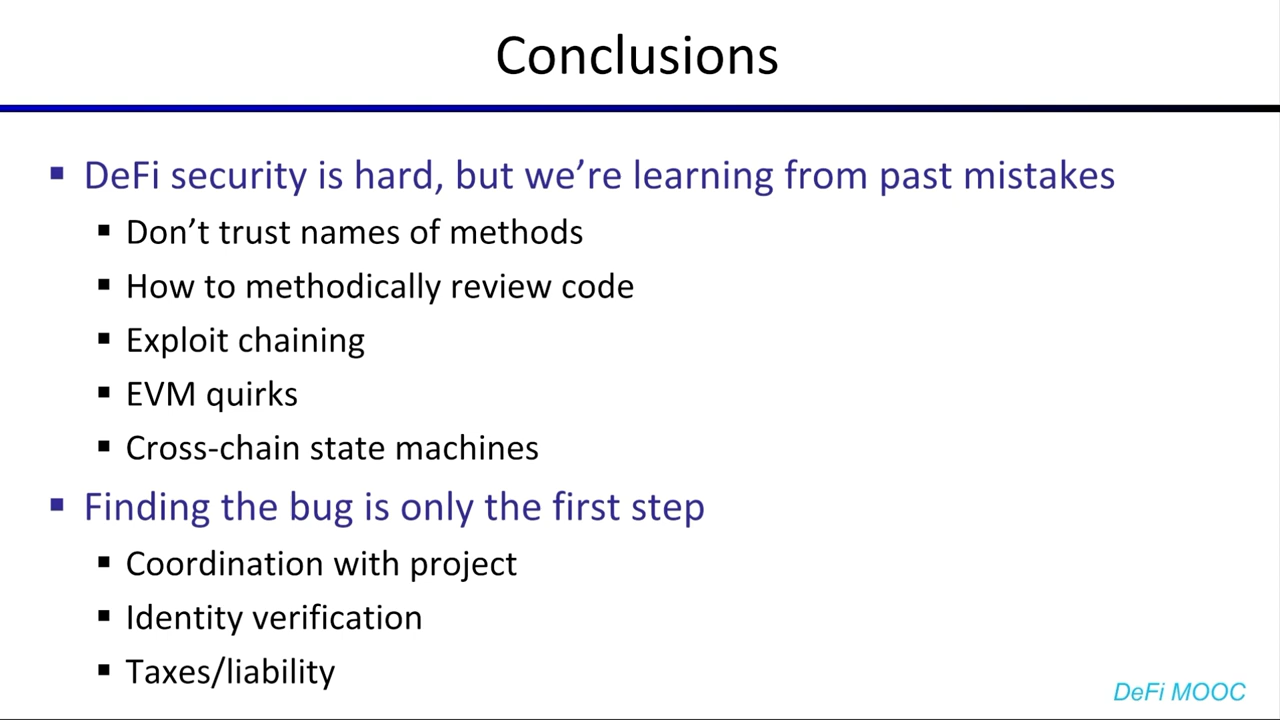 Conclusions
▪ DeFi security is hard, but we’re learning from past mistakes
▪ Don’t trust names of methods
▪ How to methodically review code
▪ Exploit chaining
▪ EVM quirks
▪ Cross-chain state machines
▪ Finding the bug is only the first step
▪ Coordination with project
▪ Identity verification
▪ Taxes/liability
DeFi MOOC